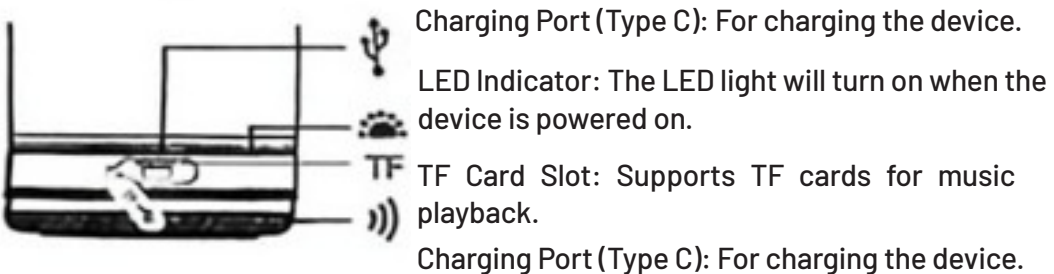 Charging Port (Type C): For charging the device.
LED Indicator: The LED light will turn on when the
device is powered on.
TF
TF Card Slot: Supports TF cards for music
playback.
Charging Port (Type C): For charging the device.